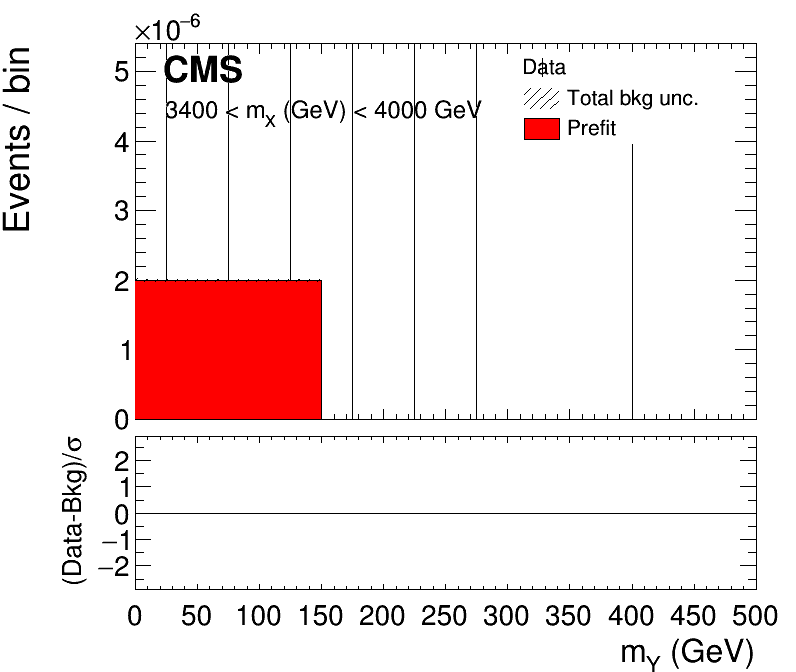 ×10⁻⁶
Events / bin
CMS
3400 < m_X (GeV) < 4000 GeV
Data
Total bkg unc.
Prefit
5
4
3
2
1
0
(Data-Bkg)/σ
2
1
0
−1
−2
0 50 100 150 200 250 300 350 400 450 500
m_Y (GeV)